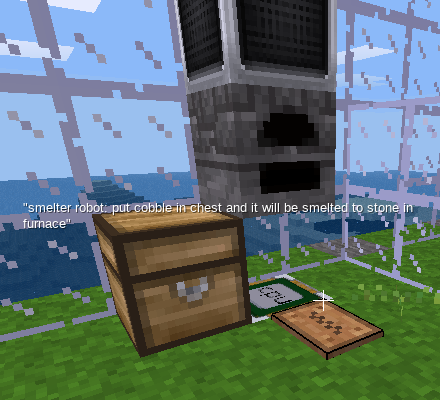 "smelter robot: put cobble in chest and it will be smelted to stone in
furnace"